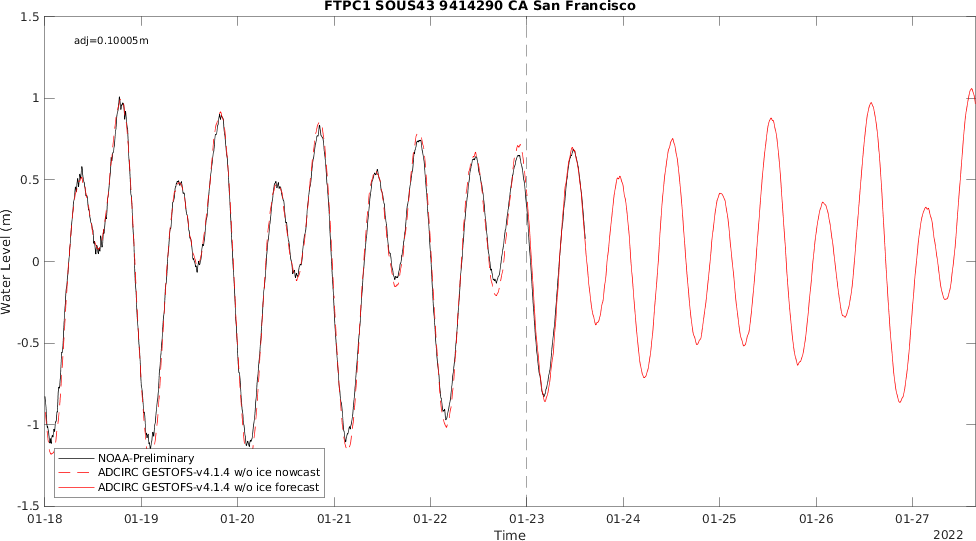 FTPC1 SOUS43 9414290 CA San Francisco
1.5
adj=0.10005m
1
0.5
0
-0.5
-1
-1.5
Water Level (m)
NOAA-Preliminary
ADCIRC GESTOFS-v4.1.4 w/o ice nowcast
ADCIRC GESTOFS-v4.1.4 w/o ice forecast
01-18 01-19 01-20 01-21 01-22 01-23 01-24 01-25 01-26 01-27
Time
2022